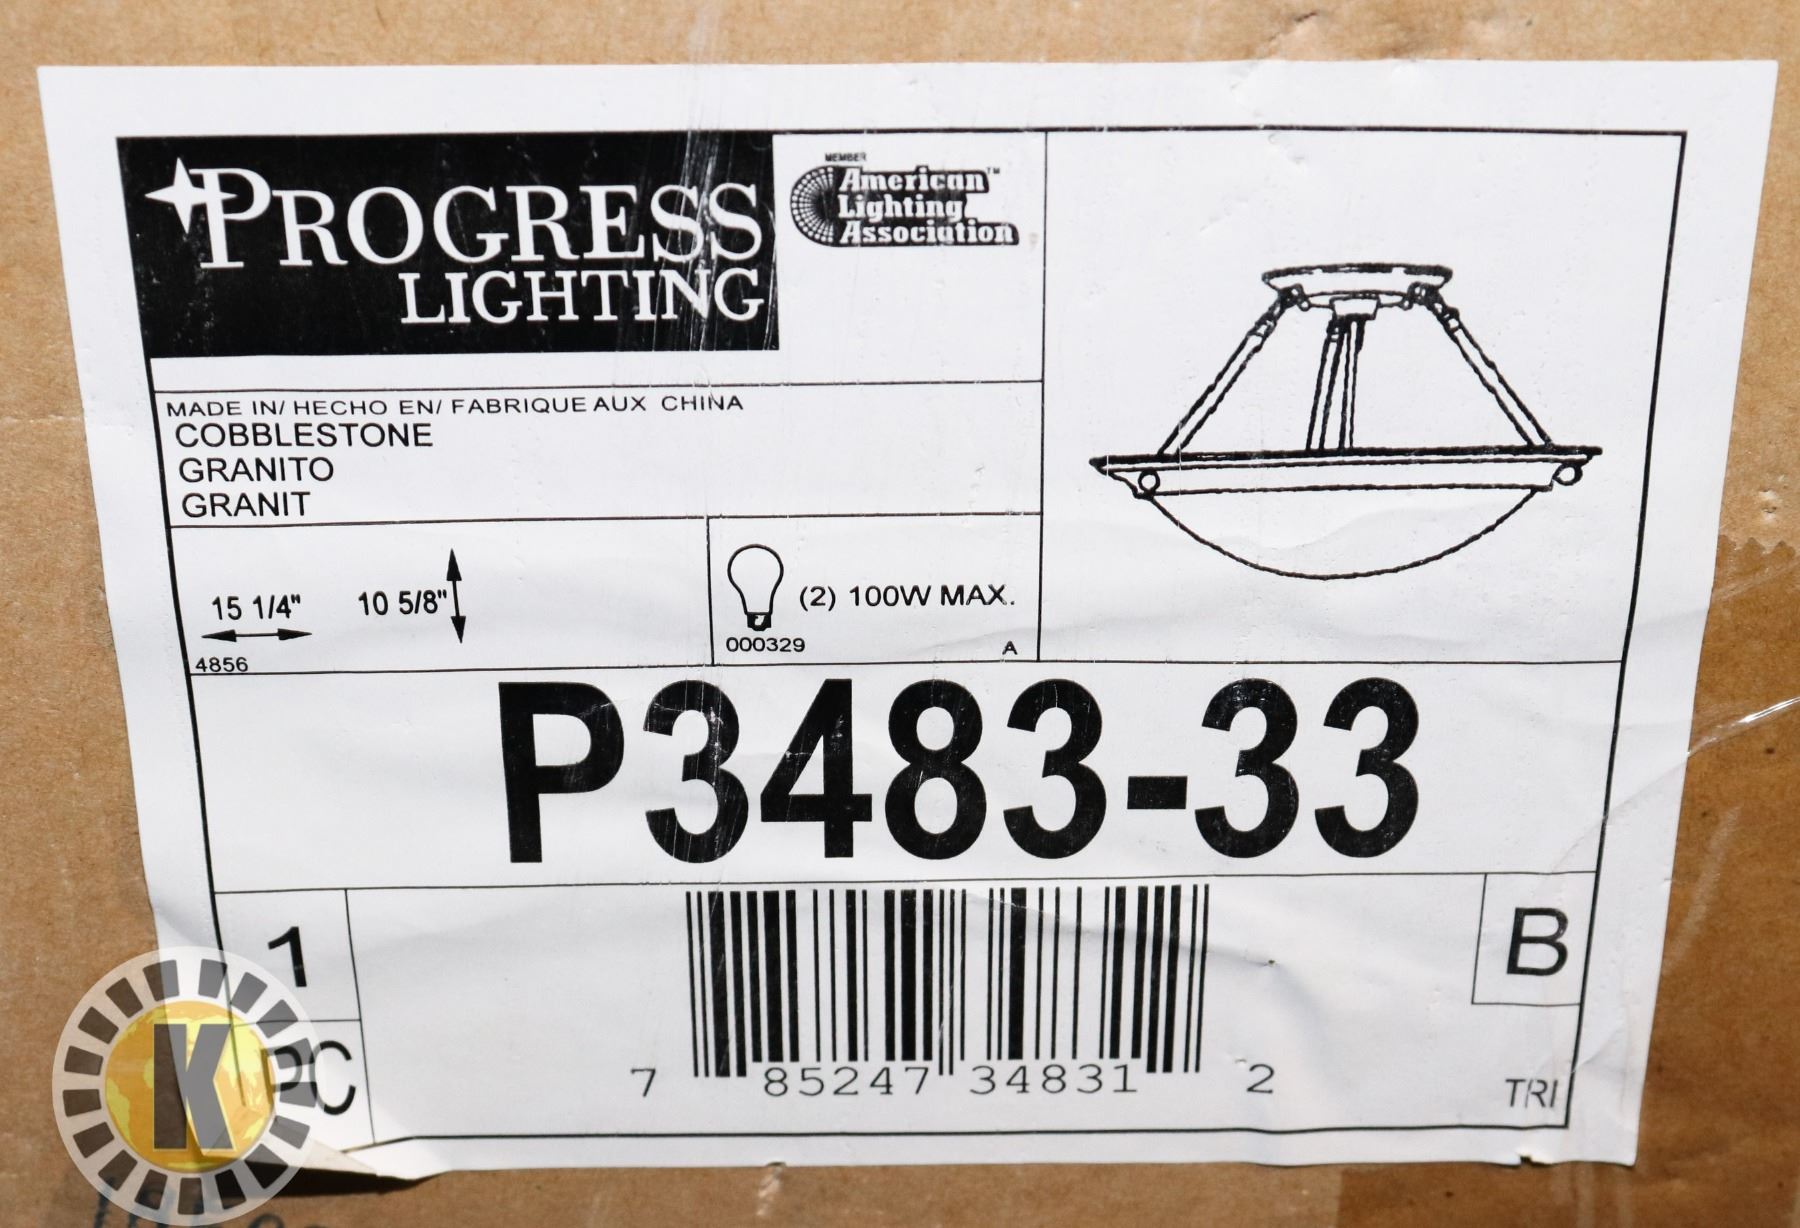 PROGRESS
LIGHTING
MEMBER
American™
Lighting
Association
MADE IN/ HECHO EN/ FABRIQUE AUX CHINA
COBBLESTONE
GRANITO
GRANIT
15 1/4" 10 5/8"
4856
(2) 100W MAX.
000329 A
P3483-33
1
PC
B
7 85247 34831 2
TRI
K